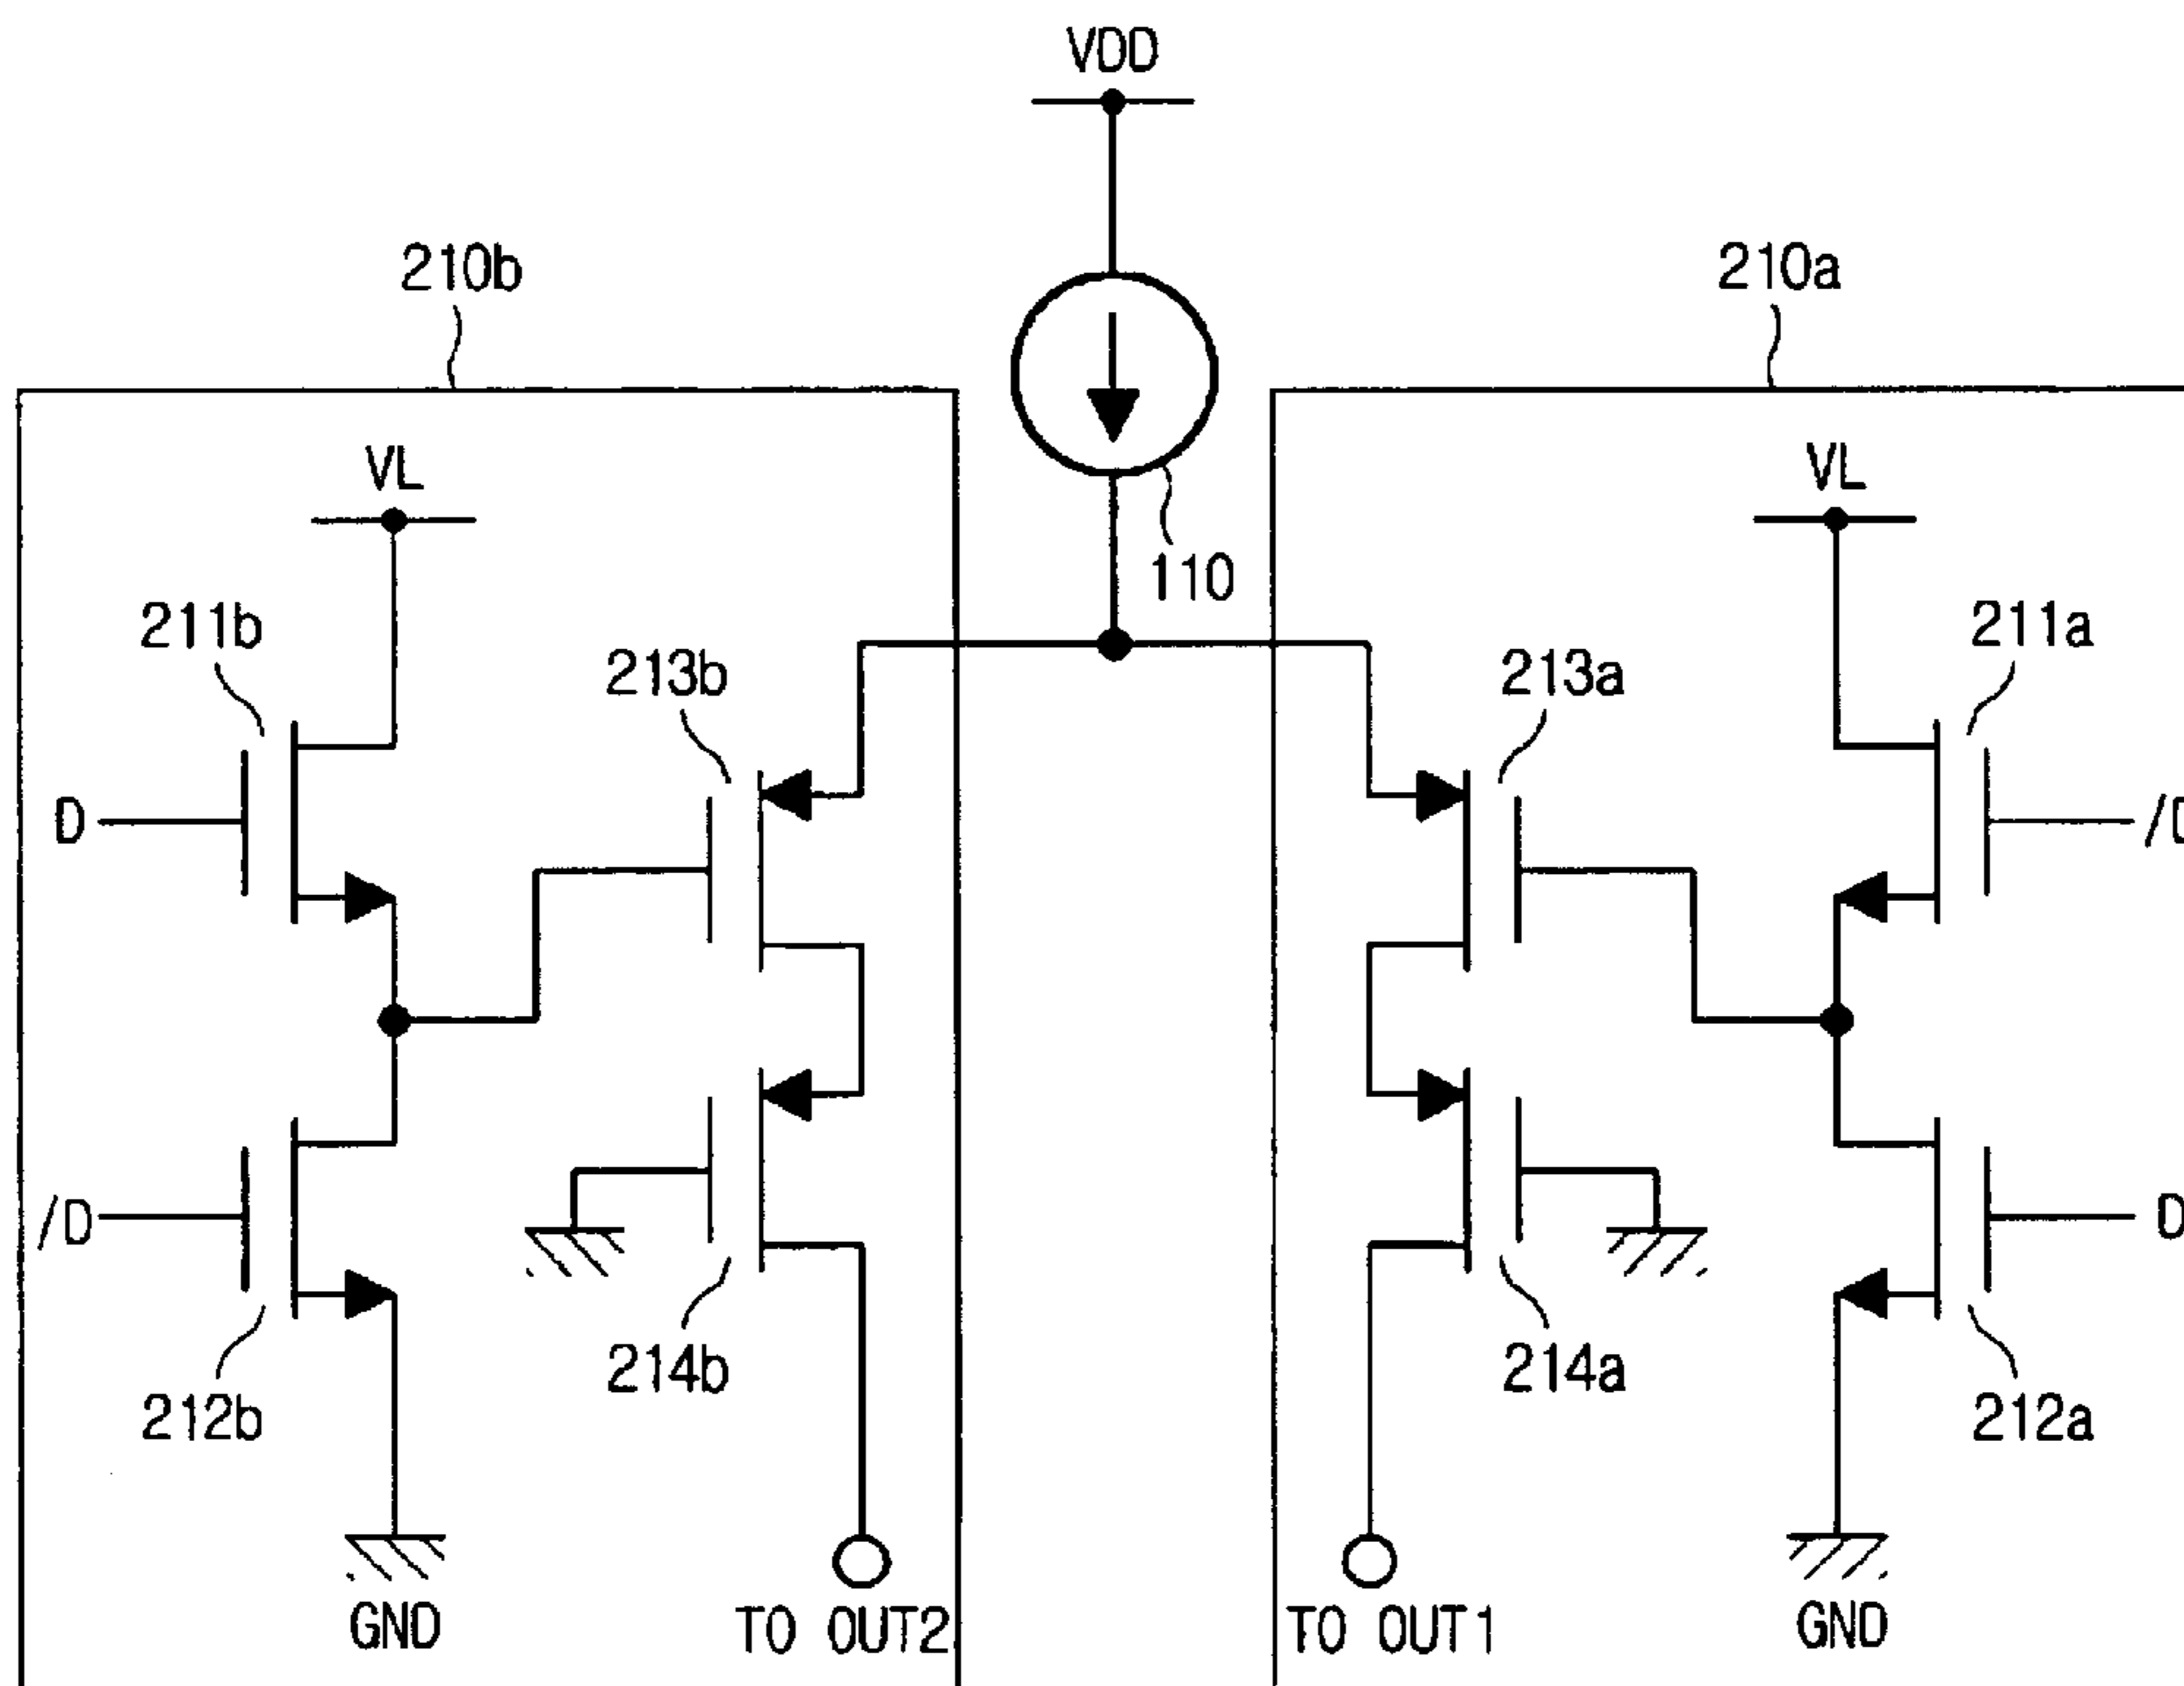 VDD
210b
210a
VL
VL
110
211b
211a
213b
213a
D
/D
/D
D
214b
214a
212b
212a
GND
TO OUT2
TO OUT1
GND